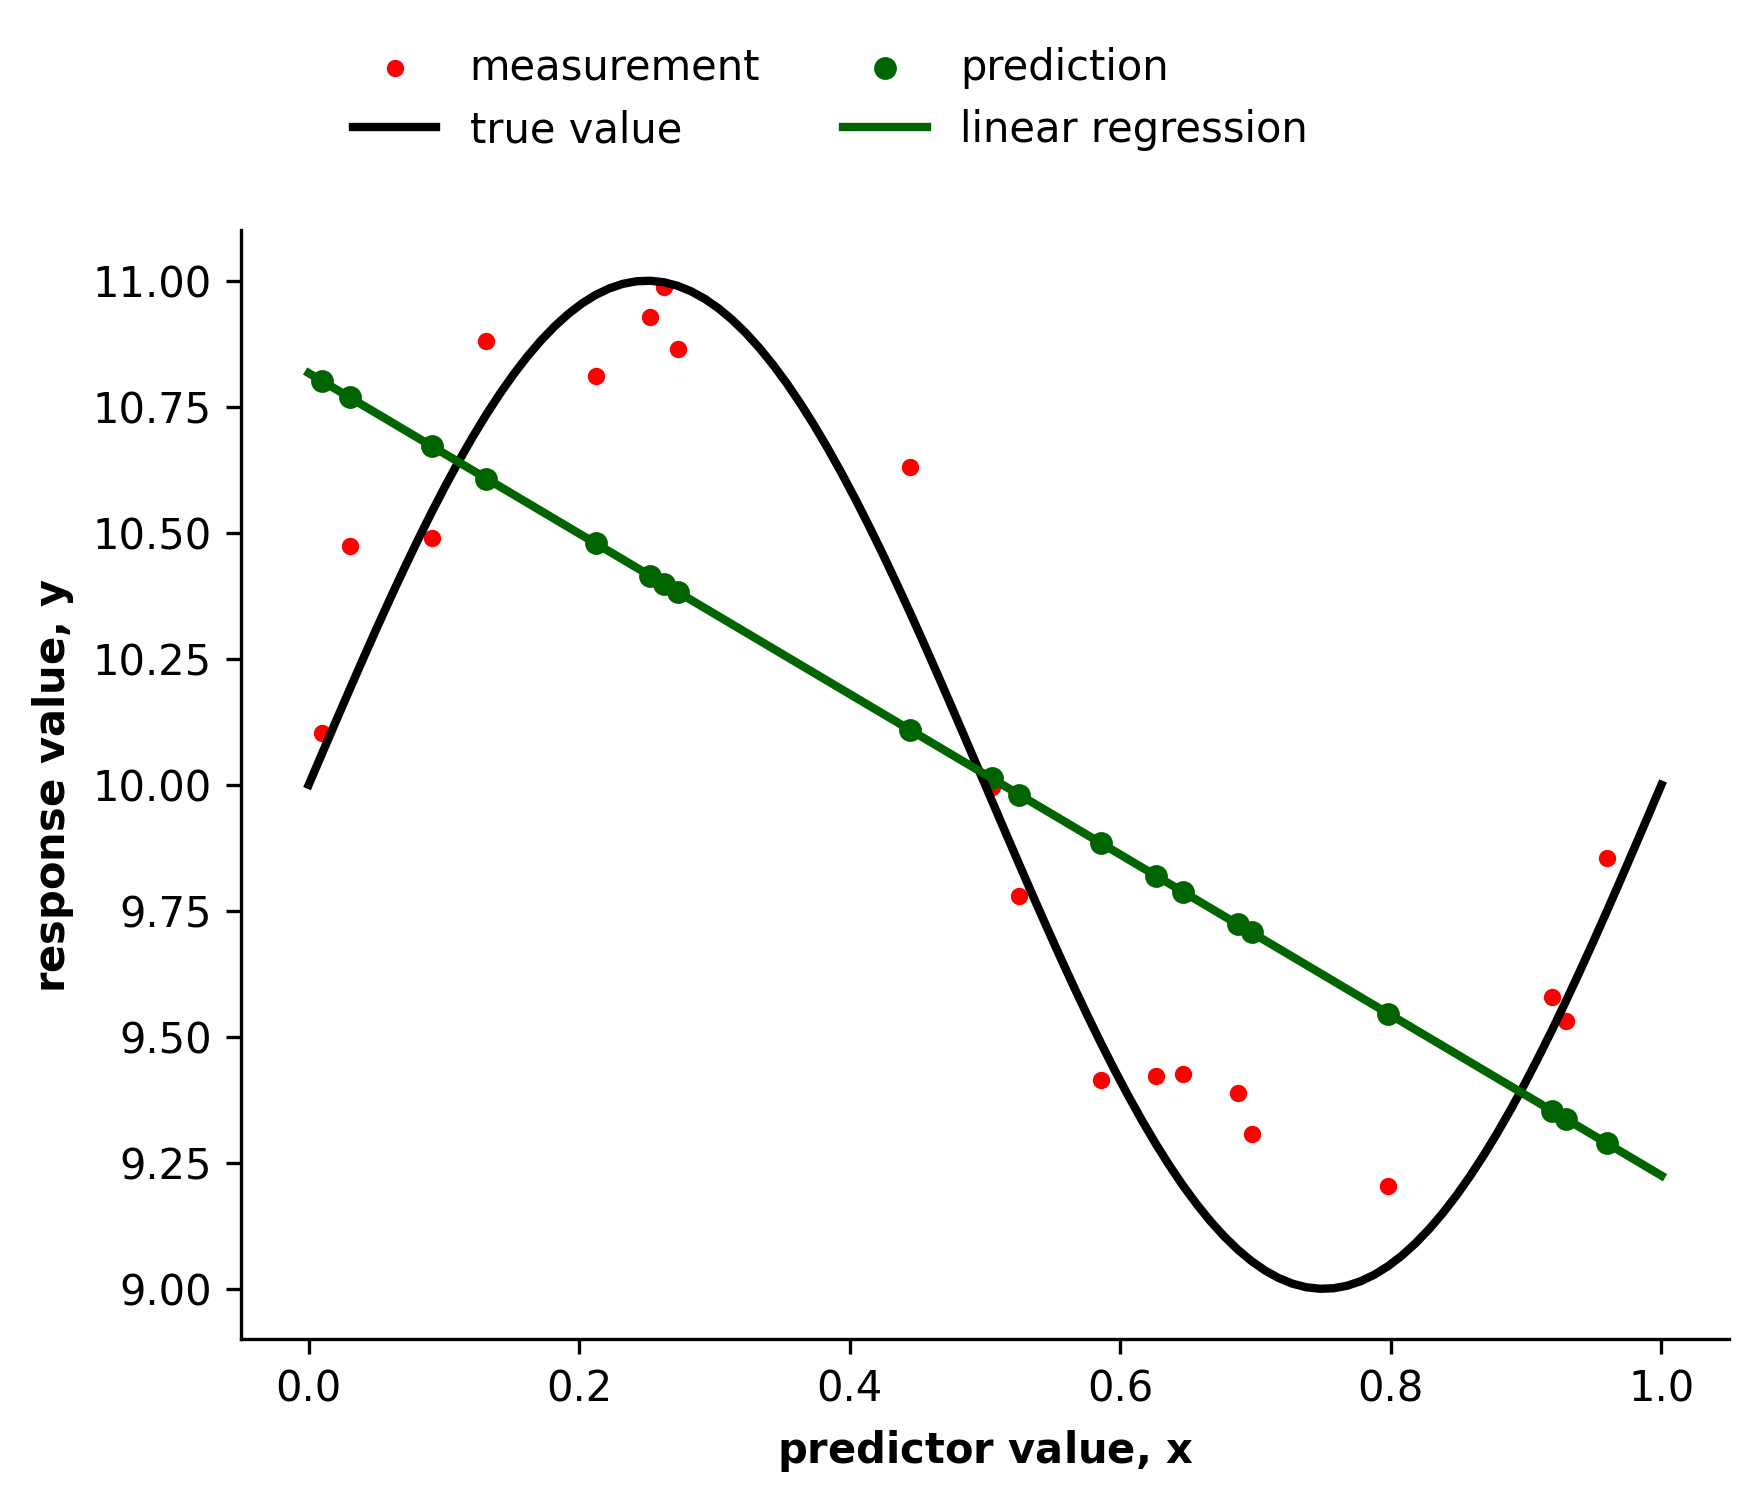 measurement
true value
prediction
linear regression
response value, y
11.00
10.75
10.50
10.25
10.00
9.75
9.50
9.25
9.00
0.0 0.2 0.4 0.6 0.8 1.0
predictor value, x